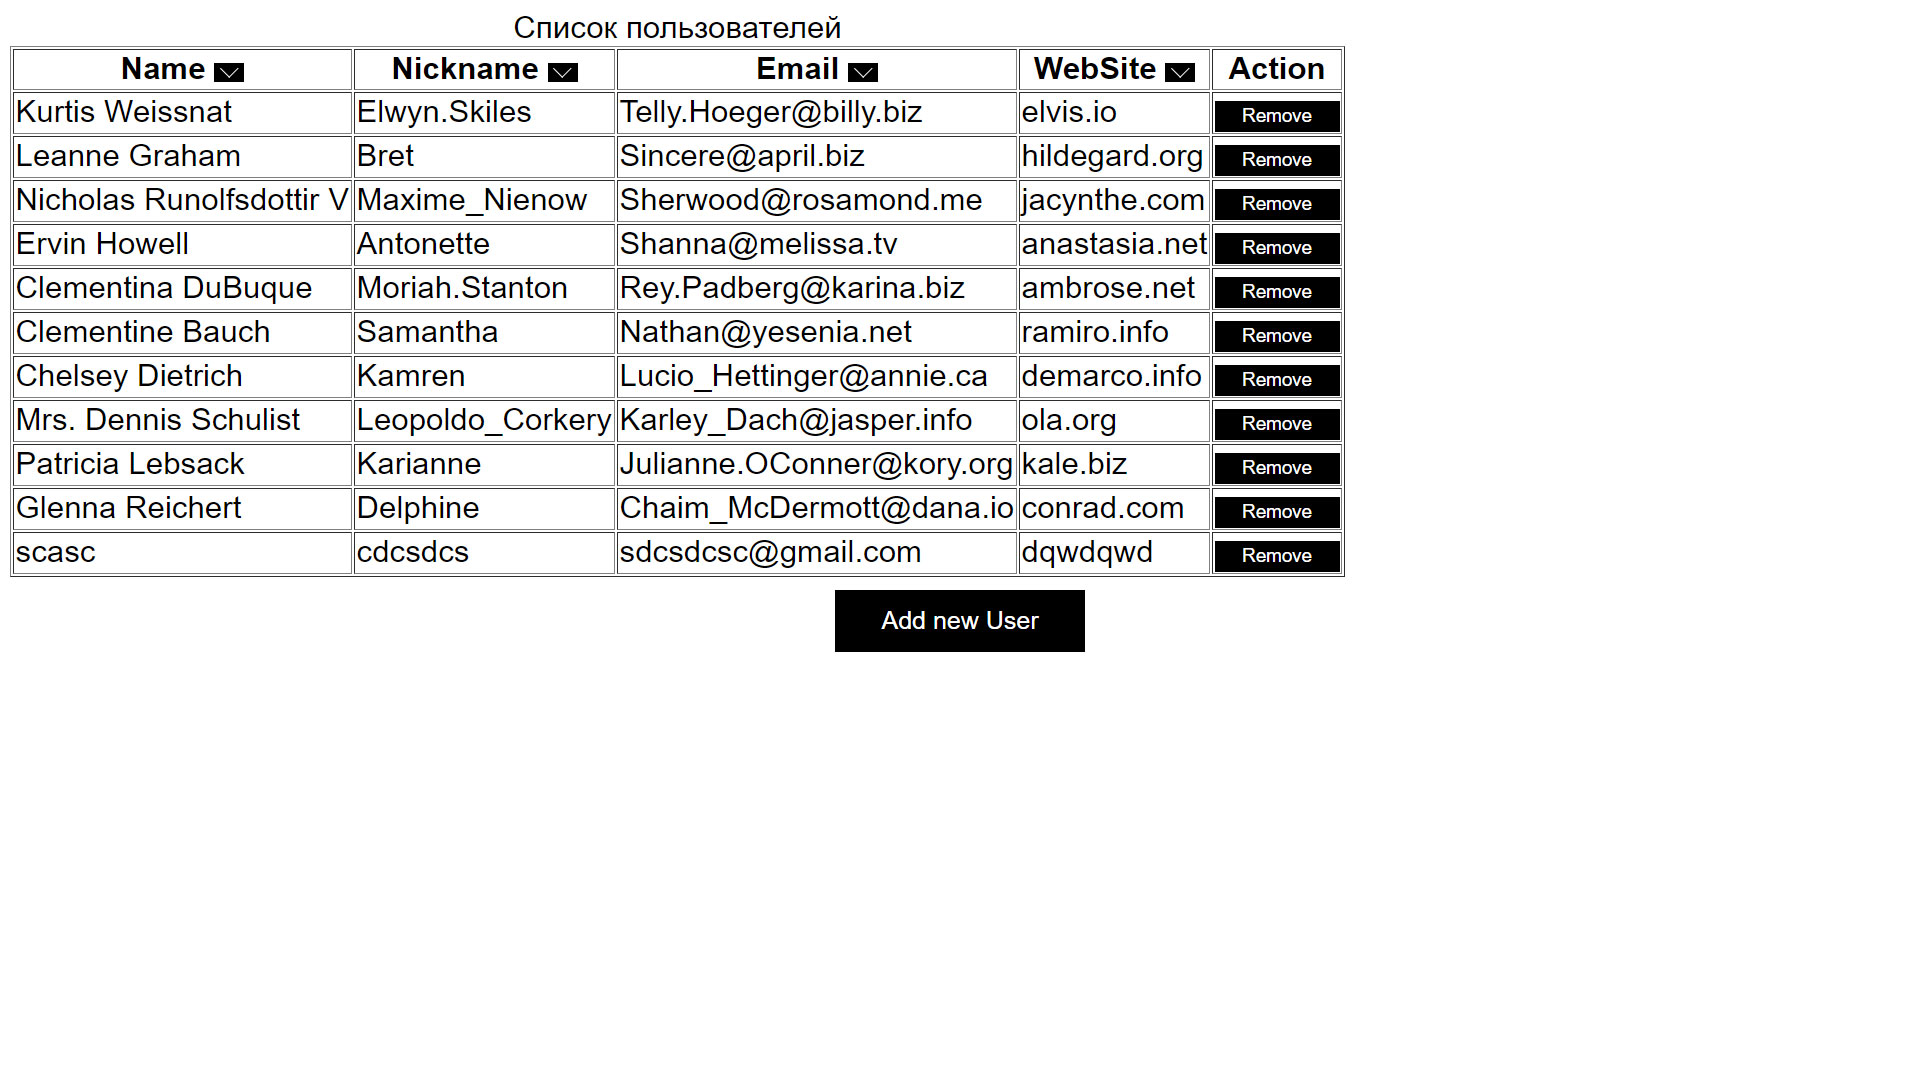 Список пользователей
Name Nickname Email WebSite Action
Kurtis Weissnat Elwyn.Skiles Telly.Hoeger@billy.biz elvis.io Remove
Leanne Graham Bret Sincere@april.biz hildegard.org Remove
Nicholas Runolfsdottir V Maxime_Nienow Sherwood@rosamond.me jacynthe.com Remove
Ervin Howell Antonette Shanna@melissa.tv anastasia.net Remove
Clementina DuBuque Moriah.Stanton Rey.Padberg@karina.biz ambrose.net Remove
Clementine Bauch Samantha Nathan@yesenia.net ramiro.info Remove
Chelsey Dietrich Kamren Lucio_Hettinger@annie.ca demarco.info Remove
Mrs. Dennis Schulist Leopoldo_Corkery Karley_Dach@jasper.info ola.org Remove
Patricia Lebsack Karianne Julianne.OConner@kory.org kale.biz Remove
Glenna Reichert Delphine Chaim_McDermott@dana.io conrad.com Remove
scasc cdcsdcs sdcsdcsc@gmail.com dqwdqwd Remove
Add new User